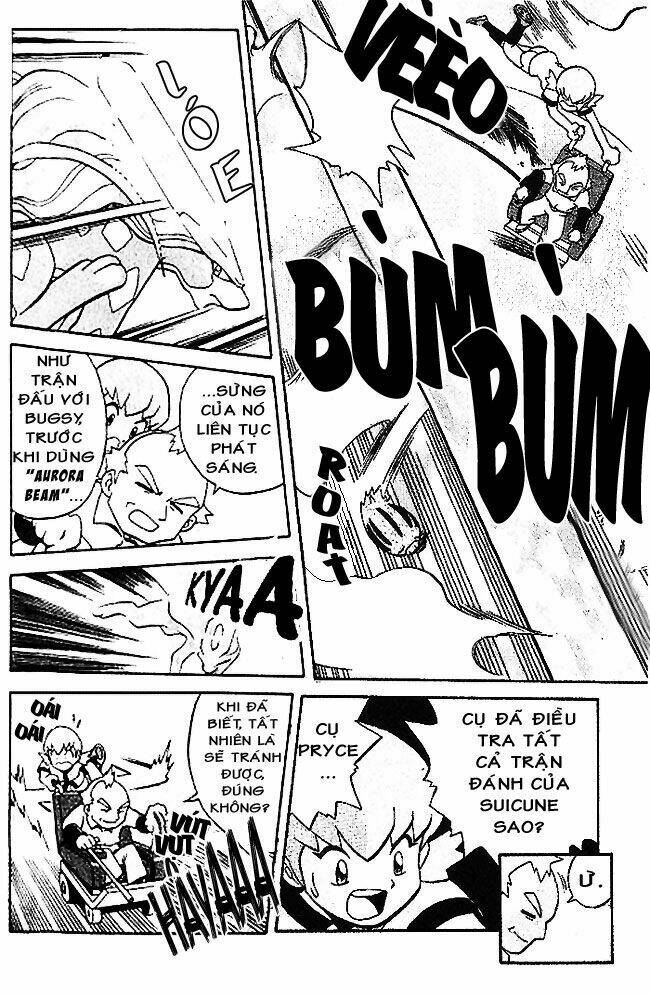 VÈÈO
BÙM
BÙM
ROẠT
LÓE
...SỪNG
CỦA NÓ
LIÊN TỤC
PHÁT
SÁNG.
NHƯ
TRẬN
ĐẤU VỚI
BUGSY,
TRƯỚC
KHI DÙNG
"AURORA
BEAM"...
KYAAA
CỤ ĐÃ ĐIỀU
TRA TẤT
CẢ TRẬN
ĐÁNH CỦA
SUICUNE
SAO?
CỤ
PRYCE
...
Ừ.
KHI ĐÃ
BIẾT, TẤT
NHIÊN LÀ
SẼ TRÁNH
ĐƯỢC,
ĐÚNG
KHÔNG?
OÁI
OÁI
VÚT
VÚT
HAYAAAA